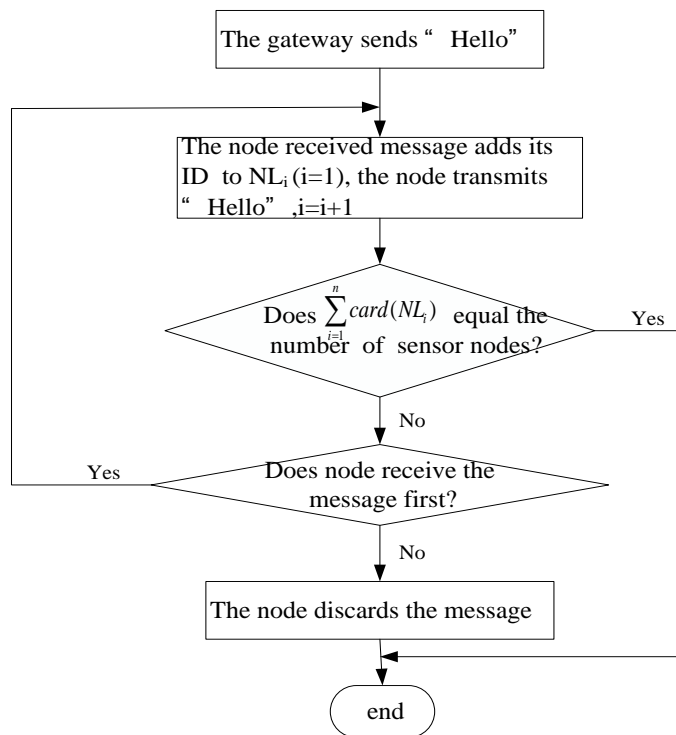 The gateway sends “ Hello”
The node received message adds its
ID to NLᵢ(i=1), the node transmits
“ Hello” ,i=i+1
Does \sum_{i=1}^{n} card(NL_i) equal the
number of sensor nodes?
Yes
No
Does node receive the
message first?
Yes
No
The node discards the message
end